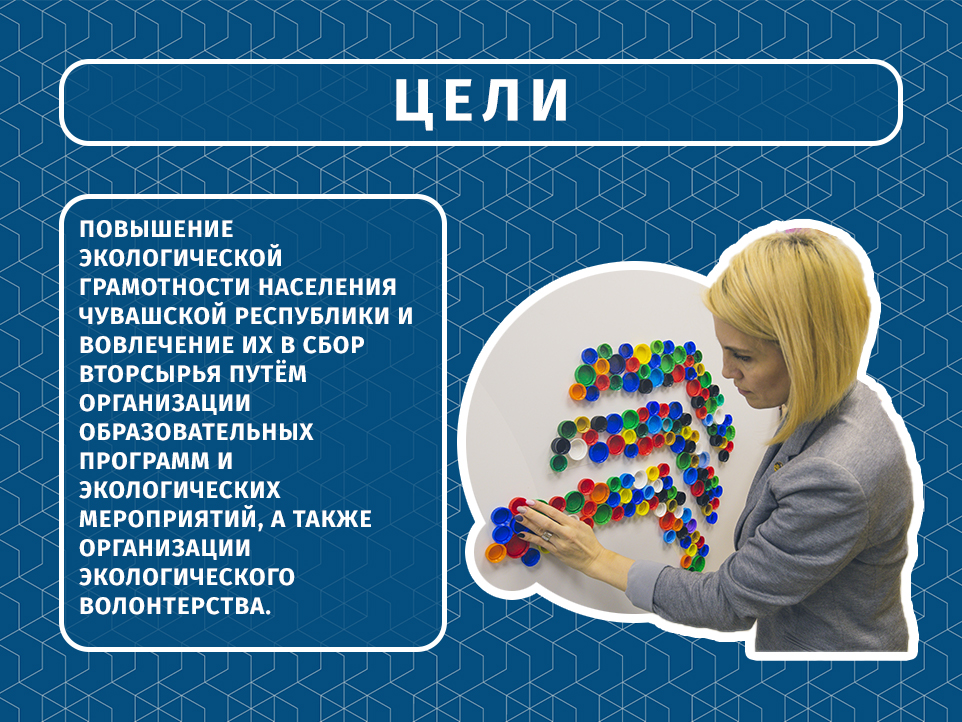 ЦЕЛИ
ПОВЫШЕНИЕ
ЭКОЛОГИЧЕСКОЙ
ГРАМОТНОСТИ НАСЕЛЕНИЯ
ЧУВАШСКОЙ РЕСПУБЛИКИ И
ВОВЛЕЧЕНИЕ ИХ В СБОР
ВТОРСЫРЬЯ ПУТЁМ
ОРГАНИЗАЦИИ
ОБРАЗОВАТЕЛЬНЫХ
ПРОГРАММ И
ЭКОЛОГИЧЕСКИХ
МЕРОПРИЯТИЙ, А ТАКЖЕ
ОРГАНИЗАЦИИ
ЭКОЛОГИЧЕСКОГО
ВОЛОНТЕРСТВА.